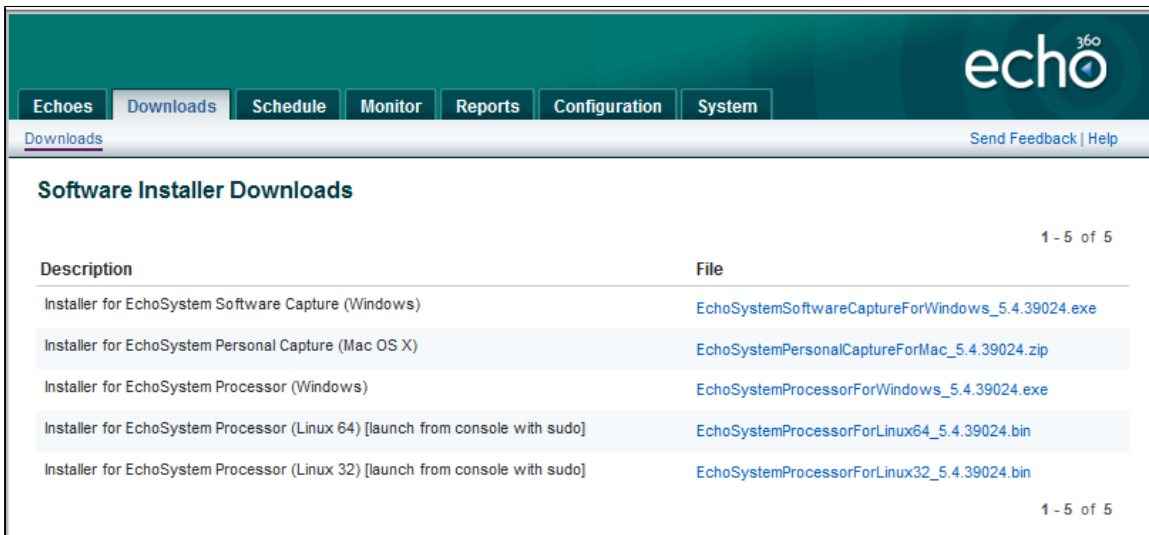 echo 360
Echoes Downloads Schedule Monitor Reports Configuration System
Downloads Send Feedback | Help
Software Installer Downloads
1 - 5 of 5
Description File
Installer for EchoSystem Software Capture (Windows) EchoSystemSoftwareCaptureForWindows_5.4.39024.exe
Installer for EchoSystem Personal Capture (Mac OS X) EchoSystemPersonalCaptureForMac_5.4.39024.zip
Installer for EchoSystem Processor (Windows) EchoSystemProcessorForWindows_5.4.39024.exe
Installer for EchoSystem Processor (Linux 64) [launch from console with sudo] EchoSystemProcessorForLinux64_5.4.39024.bin
Installer for EchoSystem Processor (Linux 32) [launch from console with sudo] EchoSystemProcessorForLinux32_5.4.39024.bin
1 - 5 of 5